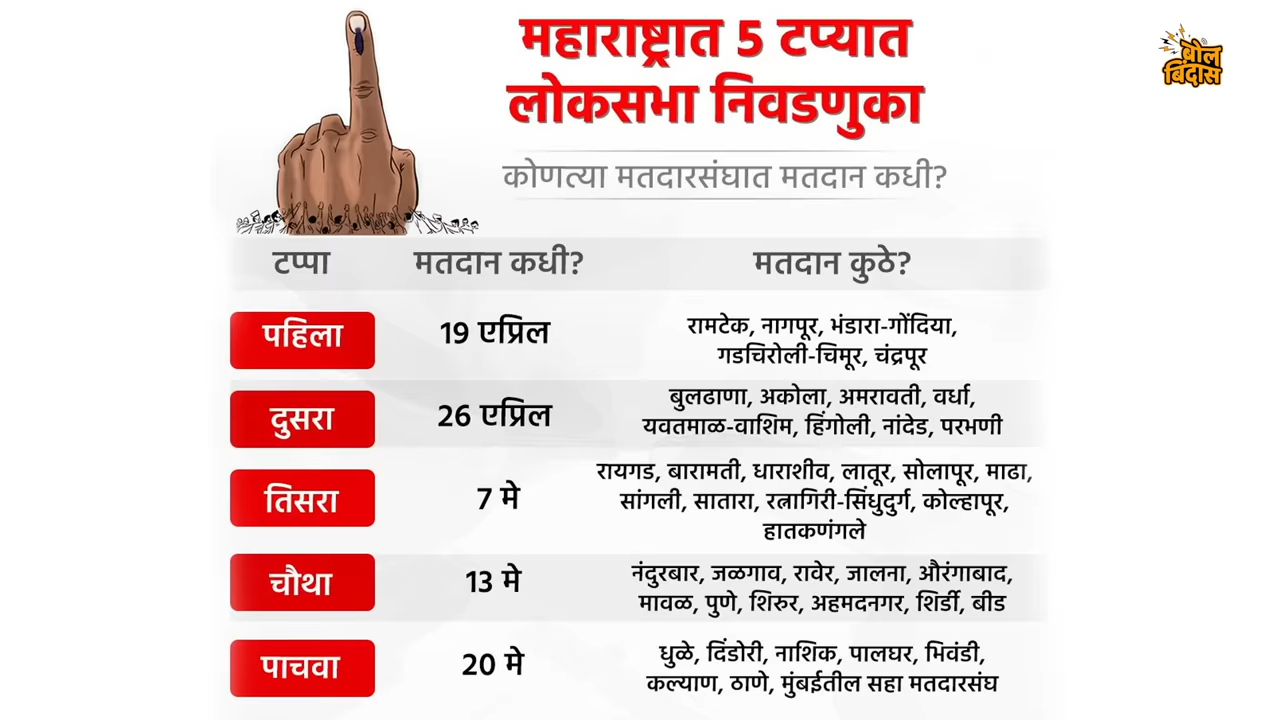 महाराष्ट्रात 5 टप्प्यात
लोकसभा निवडणुका
बोल
बिंदास
कोणत्या मतदारसंघात मतदान कधी?
टप्पा मतदान कधी? मतदान कुठे?
पहिला 19 एप्रिल रामटेक, नागपूर, भंडारा-गोंदिया,
गडचिरोली-चिमूर, चंद्रपूर
दुसरा 26 एप्रिल बुलढाणा, अकोला, अमरावती, वर्धा,
यवतमाळ-वाशिम, हिंगोली, नांदेड, परभणी
तिसरा 7 मे रायगड, बारामती, धाराशीव, लातूर, सोलापूर, माढा,
सांगली, सातारा, रत्नागिरी-सिंधुदुर्ग, कोल्हापूर,
हातकणंगले
चौथा 13 मे नंदुरबार, जळगाव, रावेर, जालना, औरंगाबाद,
मावळ, पुणे, शिरुर, अहमदनगर, शिर्डी, बीड
पाचवा 20 मे धुळे, दिंडोरी, नाशिक, पालघर, भिवंडी,
कल्याण, ठाणे, मुंबईतील सहा मतदारसंघ